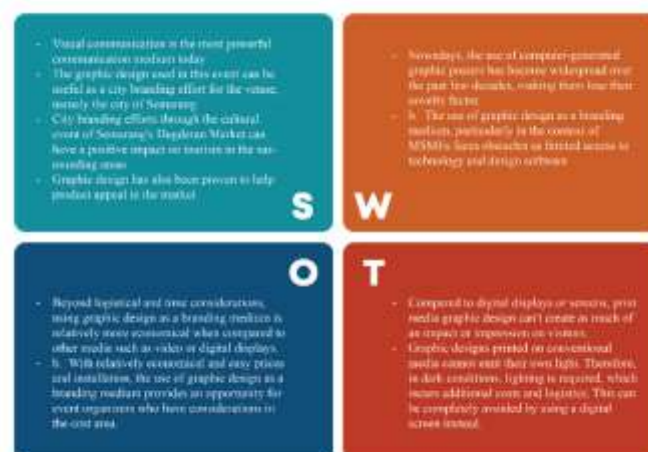 - Visual communication is the most powerful
communication medium today
- The graphic design used in this event can be
useful as a city branding effort for the venue,
namely the city of Semarang
- City branding efforts through the cultural
event of Semarang's Dugderan Market can
have a positive impact on tourism in the sur-
rounding areas
- Graphic design has also been proven to help
product appeal in the market
S
- Nowadays, the use of computer-generated
graphic posters has become widespread over
the past few decades, making them lose their
novelty factor
- b. The use of graphic design as a branding
medium, particularly in the context of
MSMEs faces obstacles as limited access to
technology and design software
W
O
- Beyond logistical and time considerations,
using graphic design as a branding medium is
relatively more economical when compared to
other media such as video or digital displays.
- b. With relatively economical and easy prices
and installation, the use of graphic design as a
branding medium provides an opportunity for
event organizers who have considerations in
the cost area
T
- Compared to digital displays or screens, print
media graphic design can't create as much of
an impact or impression on visitors.
- Graphic designs printed on conventional
media cannot emit their own light. Therefore,
in dark conditions, lighting is required, which
incurs additional costs and logistics. This can
be completely avoided by using a digital
screen instead.